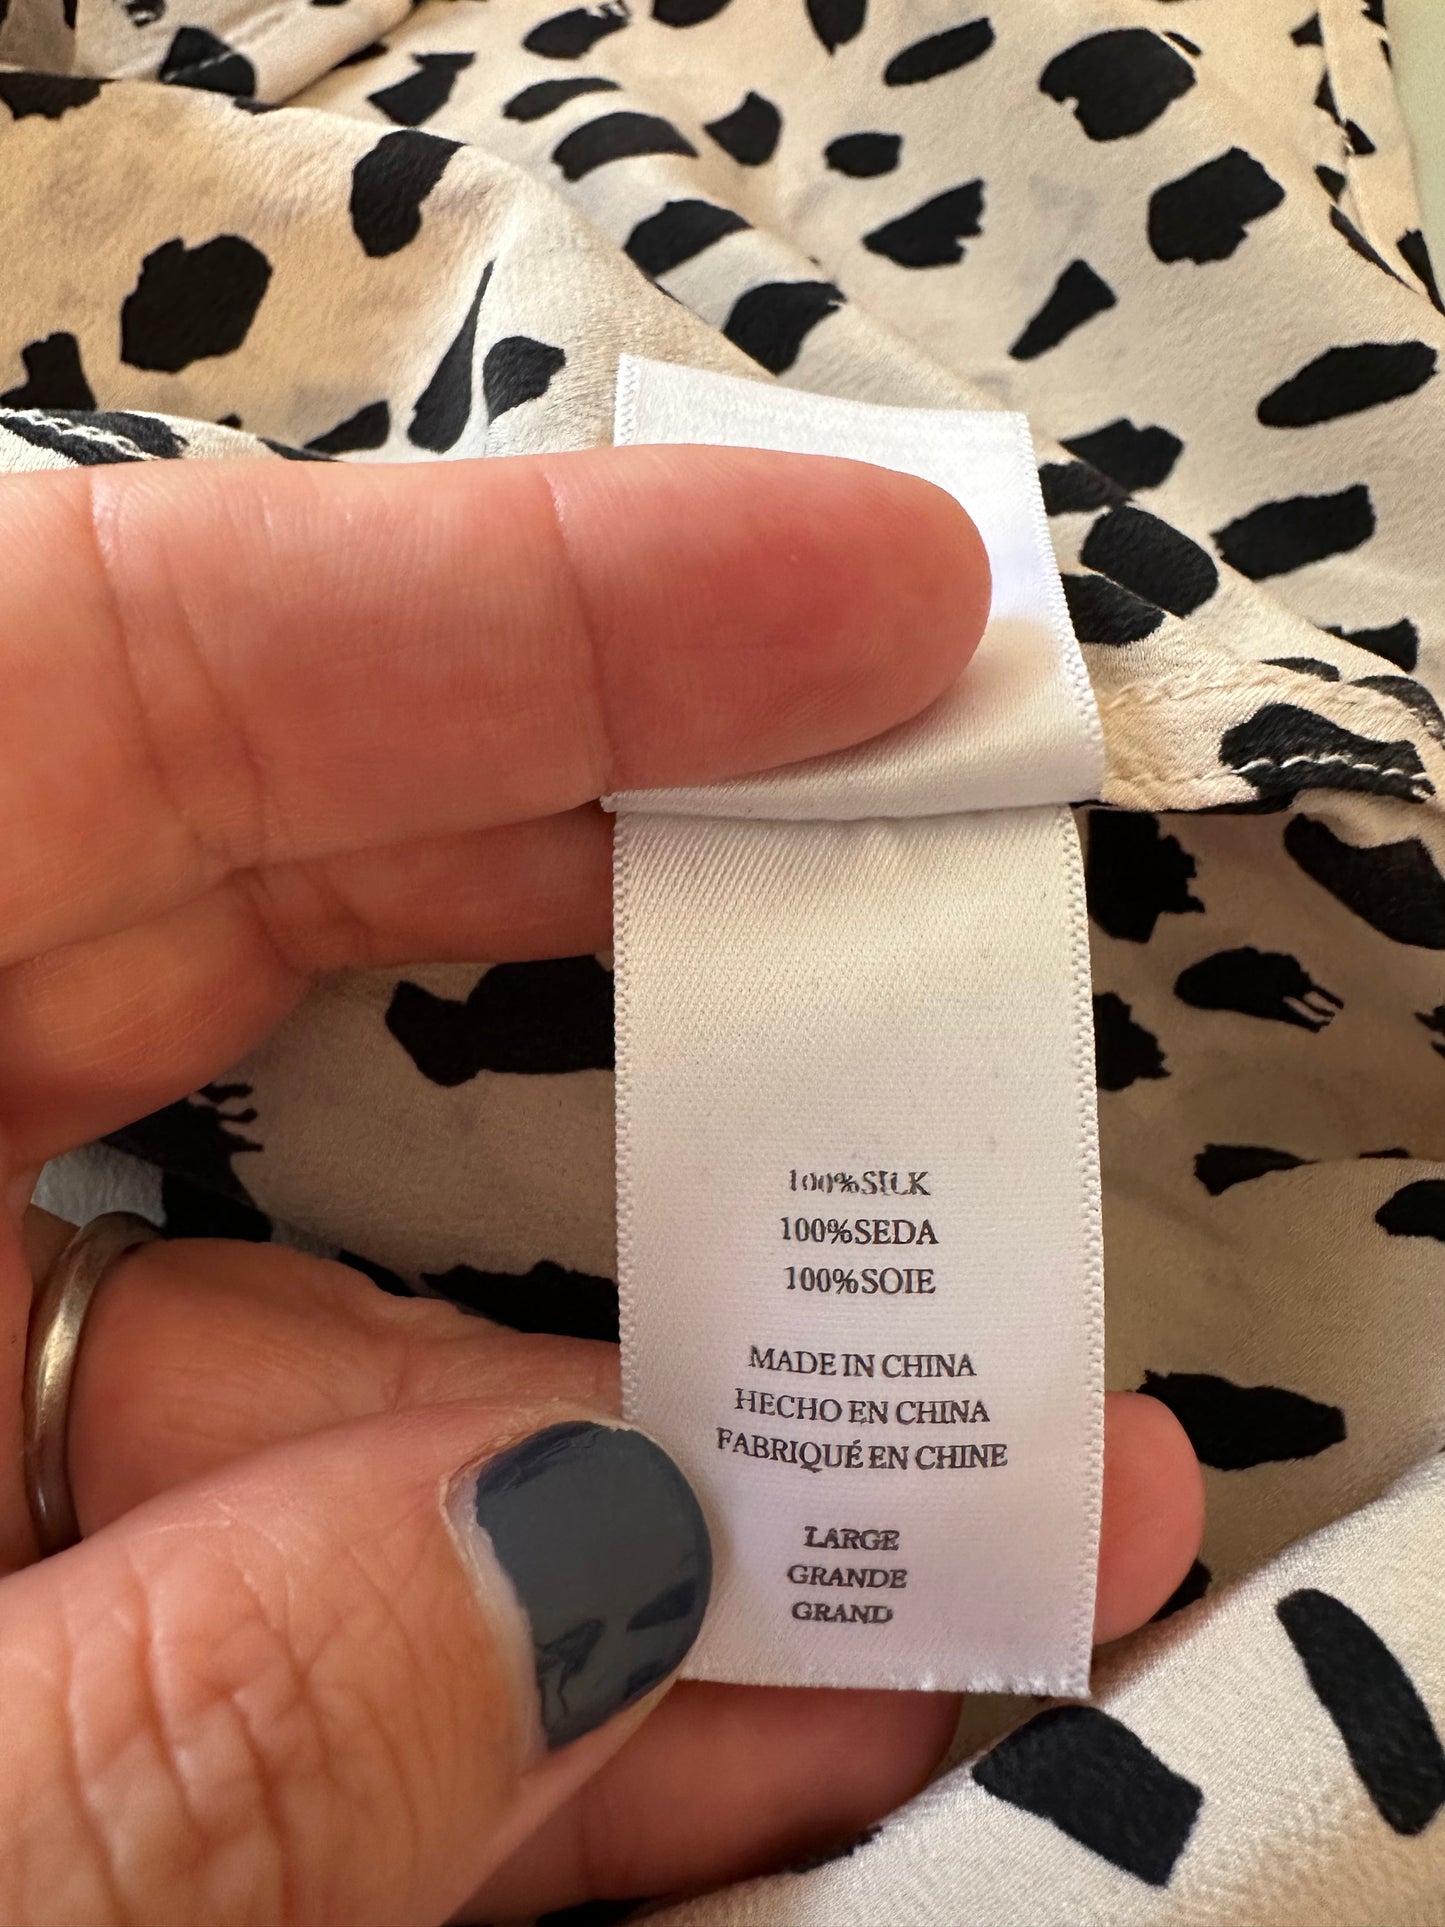 100%SILK
100%SEDA
100%SOIE
MADE IN CHINA
HECHO EN CHINA
FABRIQUÉ EN CHINE
LARGE
GRANDE
GRAND